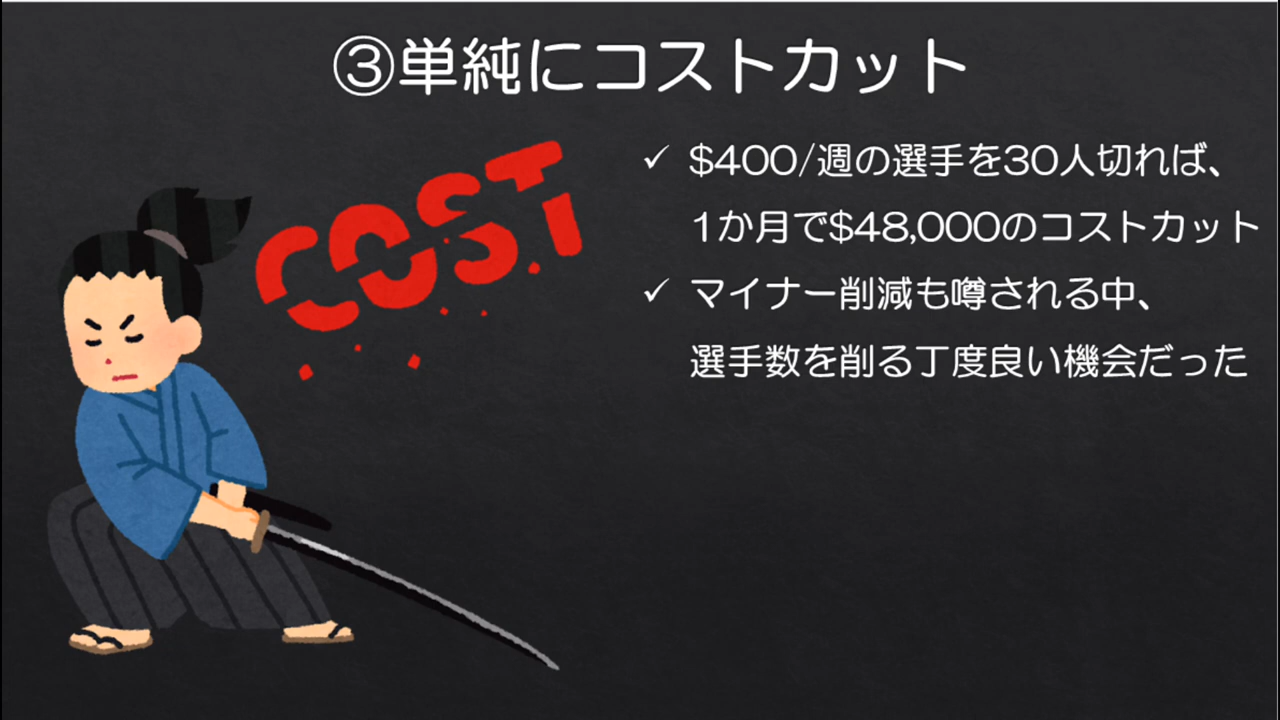 ③単純にコストカット
COST
✓ $400/週の選手を30人切れば、
1か月で$48,000のコストカット
✓ マイナー削減も噂される中、
選手数を削る丁度良い機会だった